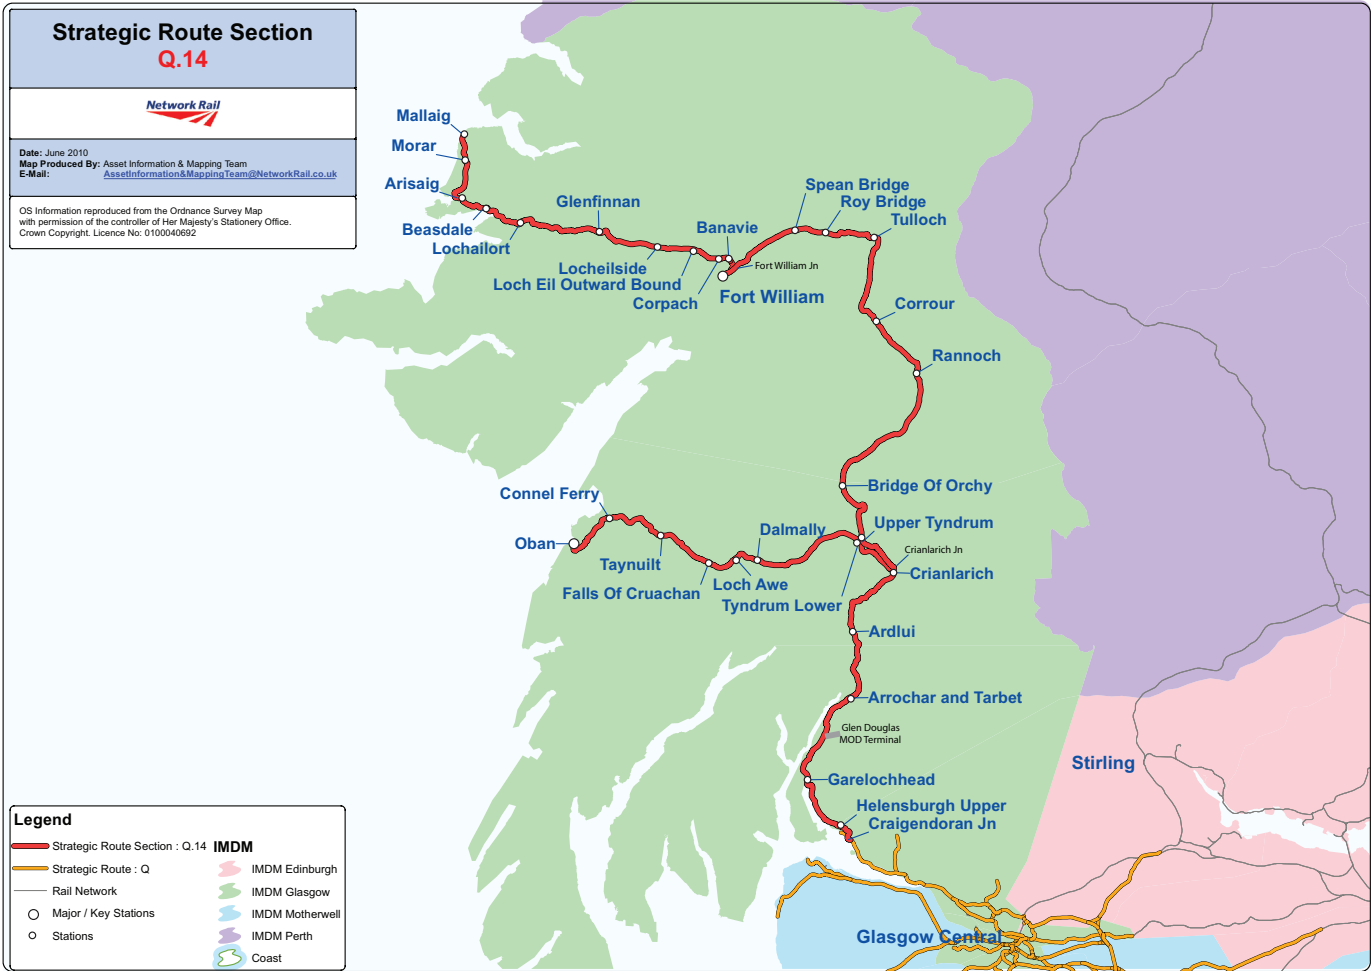 Strategic Route Section
Q.14
Network Rail
Date: June 2010
Map Produced By: Asset Information & Mapping Team
E-Mail: AssetInformation&MappingTeam@NetworkRail.co.uk
OS Information reproduced from the Ordnance Survey Map
with permission of the controller of Her Majesty's Stationery Office.
Crown Copyright. Licence No: 0100040692
Mallaig
Morar
Arisaig
Beasdale
Lochailort
Glenfinnan
Locheilside
Loch Eil Outward Bound
Corpach
Banavie
Fort William Jn
Fort William
Spean Bridge
Roy Bridge
Tulloch
Corrour
Rannoch
Bridge Of Orchy
Connel Ferry
Oban
Taynuilt
Falls Of Cruachan
Loch Awe
Dalmally
Tyndrum Lower
Upper Tyndrum
Crianlarich Jn
Crianlarich
Ardlui
Arrochar and Tarbet
Glen Douglas
MOD Terminal
Garelochhead
Helensburgh Upper
Craigendoran Jn
Stirling
Glasgow Central
Legend
Strategic Route Section : Q.14
Strategic Route : Q
Rail Network
Major / Key Stations
Stations
IMDM
IMDM Edinburgh
IMDM Glasgow
IMDM Motherwell
IMDM Perth
Coast